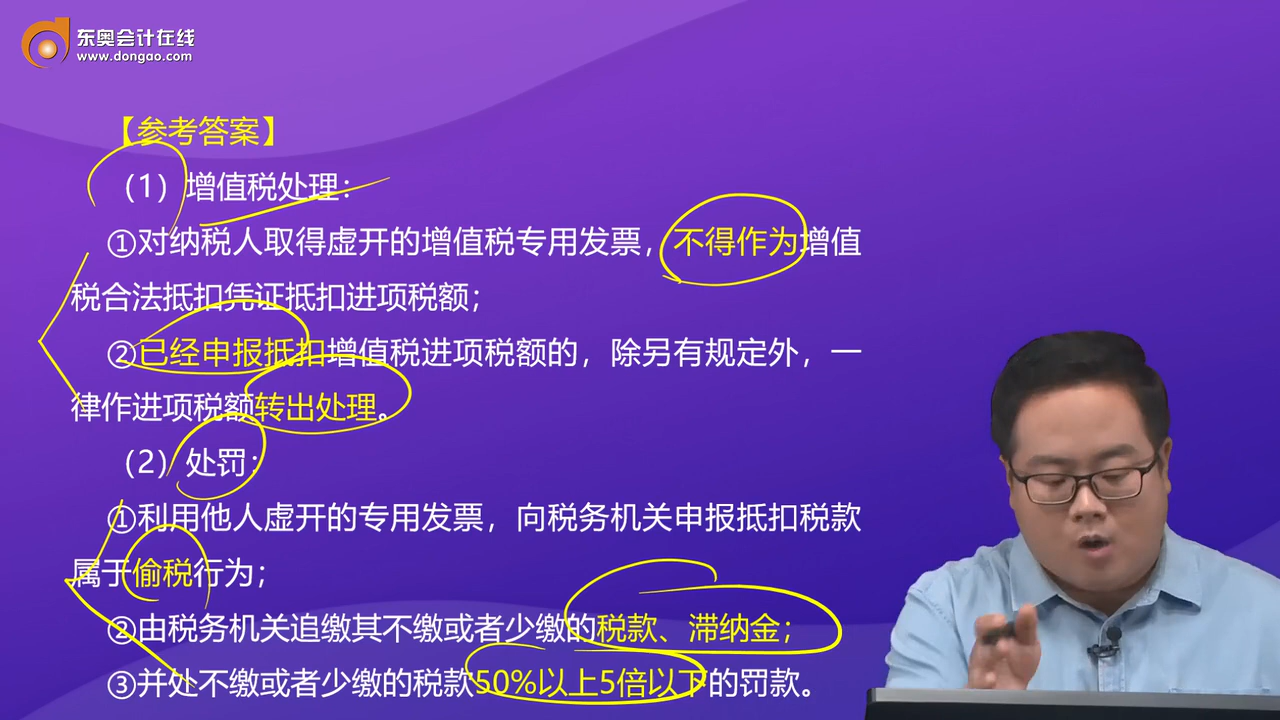 东奥会计在线
www.dongao.com
【参考答案】
（1）增值税处理：
①对纳税人取得虚开的增值税专用发票，不得作为增值
税合法抵扣凭证抵扣进项税额；
②已经申报抵扣增值税进项税额的，除另有规定外，一
律作进项税额转出处理。
（2）处罚：
①利用他人虚开的专用发票，向税务机关申报抵扣税款
属于偷税行为；
②由税务机关追缴其不缴或者少缴的税款、滞纳金；
③并处不缴或者少缴的税款50%以上5倍以下的罚款。